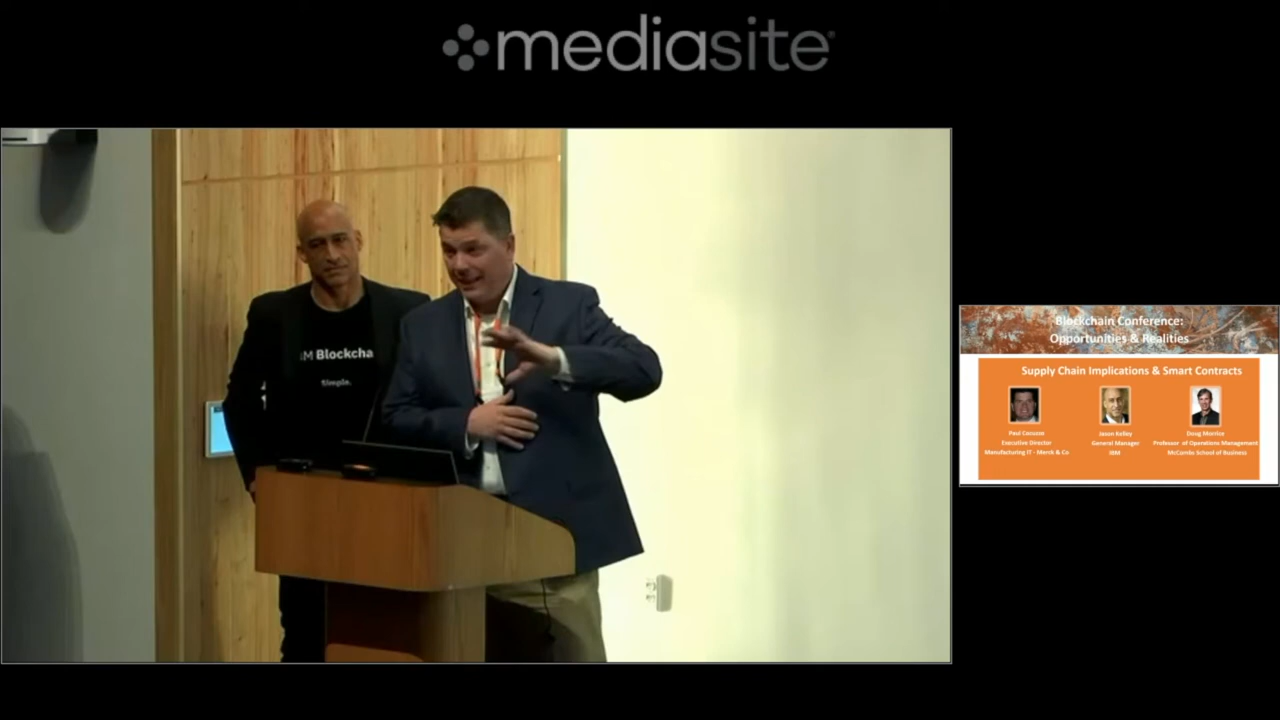 mediasite
M Blockcha
Simple.
Blockchain Conference:
Opportunities & Realities
Supply Chain Implications & Smart Contracts
Paul
Jason Kelley
Doug Morrice
Executive Director
General Manager
Professor of Operations Management
Manufacturing IT - Merck & Co
IBM
McCombs School of Business